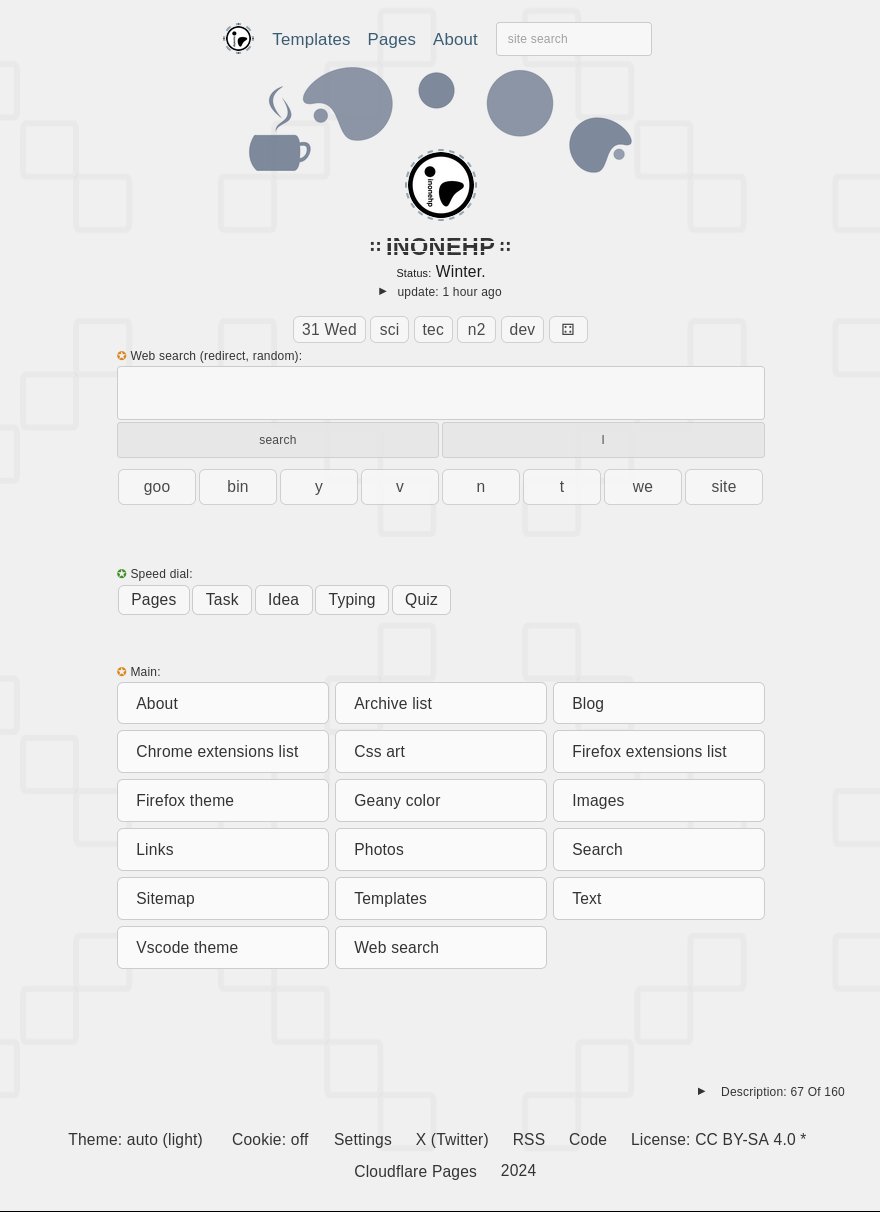 Templates Pages About site search
inonehp
:: INONEHP ::
Status: Winter.
► update: 1 hour ago
31 Wed sci tec n2 dev ⚃
✪ Web search (redirect, random):
search I
goo bin y v n t we site
✪ Speed dial:
Pages Task Idea Typing Quiz
✪ Main:
About Archive list Blog
Chrome extensions list Css art Firefox extensions list
Firefox theme Geany color Images
Links Photos Search
Sitemap Templates Text
Vscode theme Web search
► Description: 67 Of 160
Theme: auto (light) Cookie: off Settings X (Twitter) RSS Code License: CC BY-SA 4.0 *
Cloudflare Pages 2024